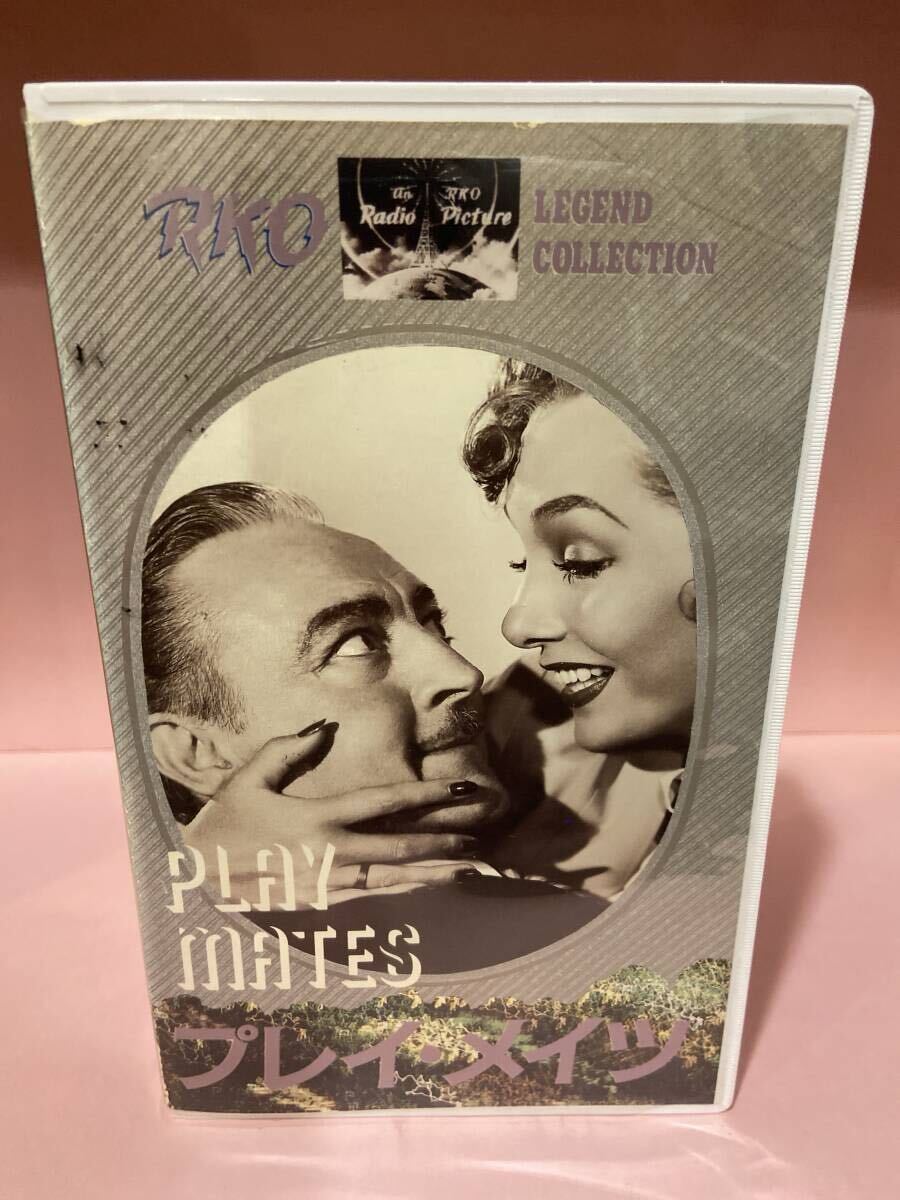 RKO
an RKO
Radio Picture
LEGEND
COLLECTION
PLAY
MATES
プレイ・メイツ